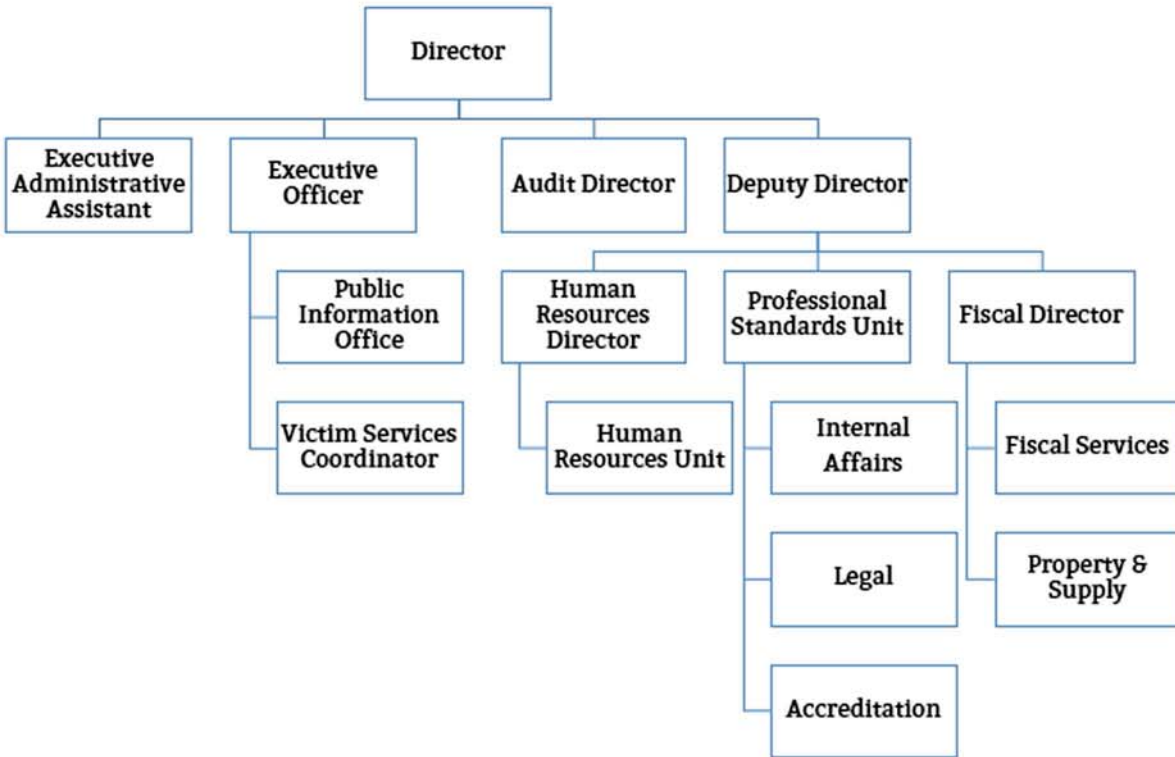 Director
Executive
Administrative
Assistant
Executive
Officer
Audit Director
Deputy Director
Public
Information
Office
Human
Resources
Director
Professional
Standards Unit
Fiscal Director
Victim Services
Coordinator
Human
Resources Unit
Internal
Affairs
Fiscal Services
Legal
Property &
Supply
Accreditation